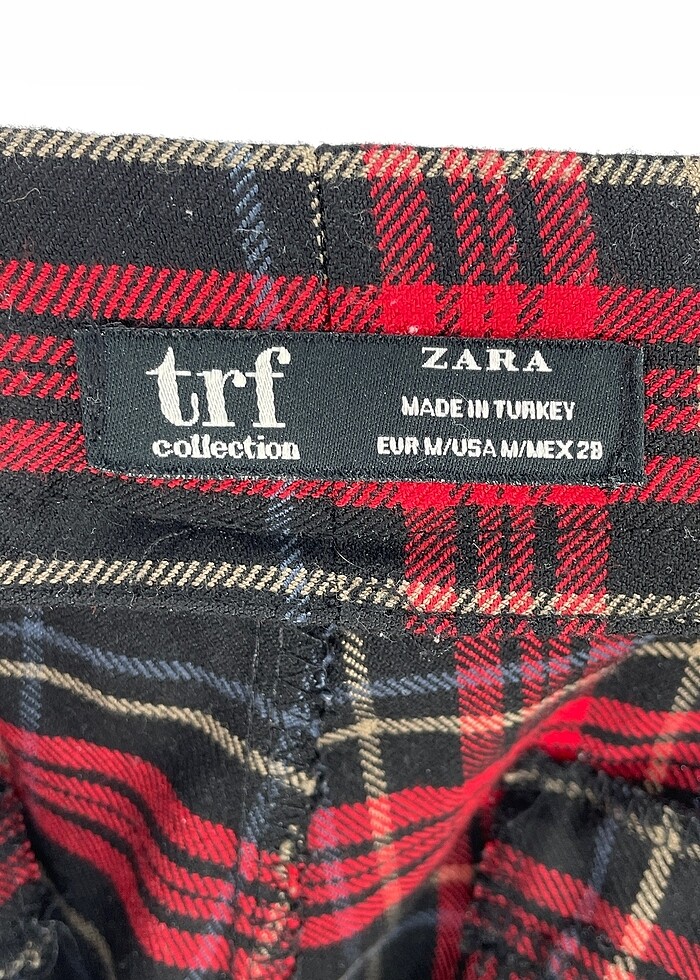 trf
collection
ZARA
MADE IN TURKEY
EUR M/USA M/MEX 28